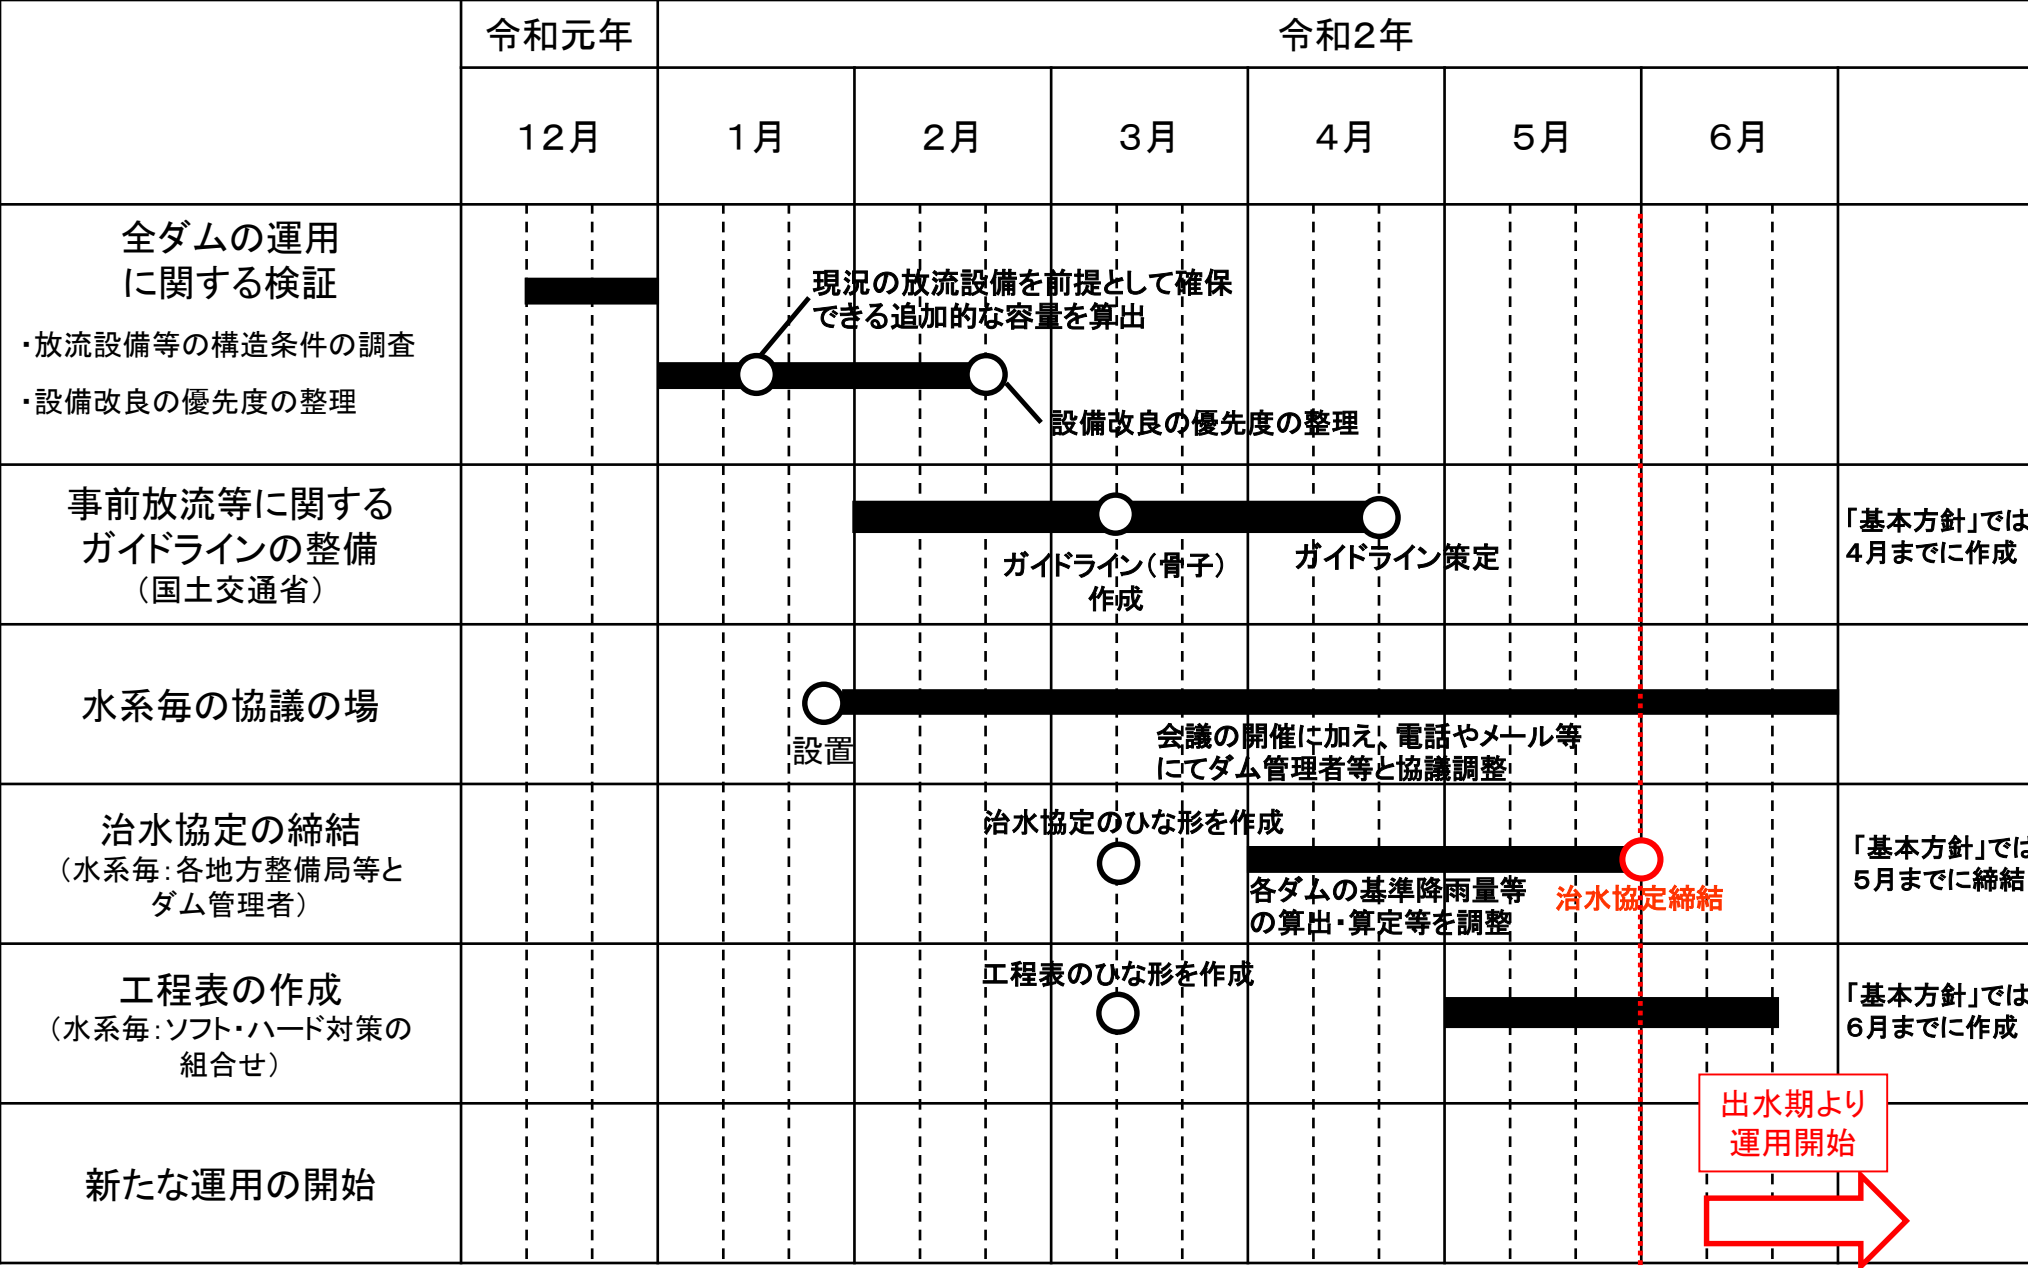 令和元年
令和2年
12月
1月
2月
3月
4月
5月
6月
全ダムの運用
に関する検証
・放流設備等の構造条件の調査
・設備改良の優先度の整理
現況の放流設備を前提として確保
できる追加的な容量を算出
設備改良の優先度の整理
事前放流等に関する
ガイドラインの整備
（国土交通省）
ガイドライン（骨子）
作成
ガイドライン策定
「基本方針」では
4月までに作成
水系毎の協議の場
設置
会議の開催に加え、電話やメール等
にてダム管理者等と協議調整
治水協定の締結
（水系毎：各地方整備局等と
ダム管理者）
治水協定のひな形を作成
各ダムの基準降雨量等
の算出・算定等を調整
治水協定締結
「基本方針」では
5月までに締結
工程表の作成
（水系毎：ソフト・ハード対策の
組合せ）
工程表のひな形を作成
「基本方針」では
6月までに作成
新たな運用の開始
出水期より
運用開始